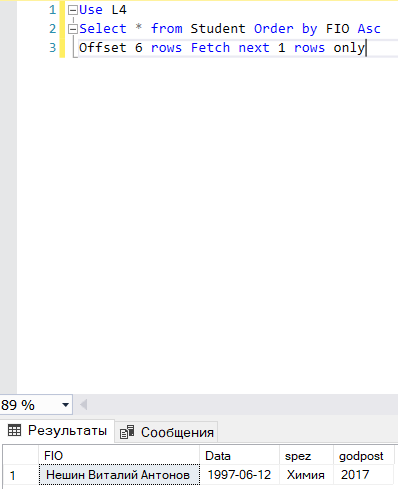 1 Use L4
2 Select * from Student Order by FIO Asc
3 Offset 6 rows Fetch next 1 rows only
89 %
Результаты Сообщения
FIO Data spez godpost
1 Нешин Виталий Антонов 1997-06-12 Химия 2017